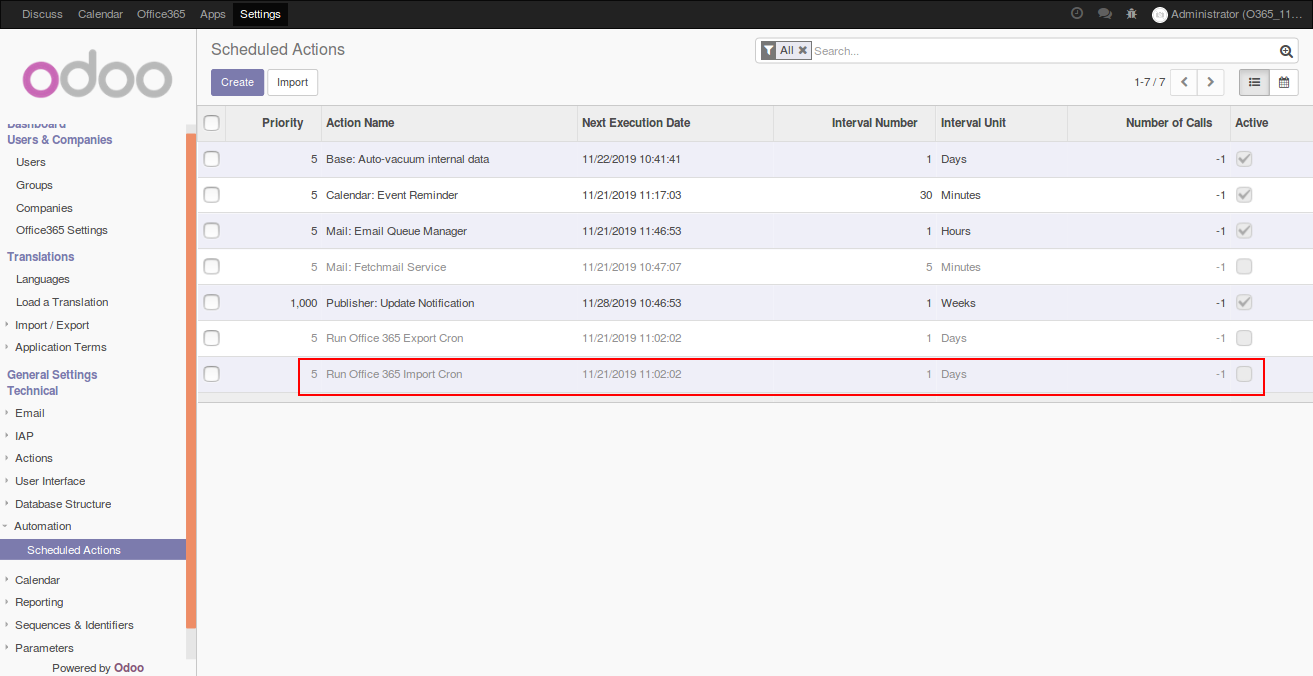 Discuss Calendar Office365 Apps Settings Administrator (O365_11...
odoo
Dashboard
Users & Companies
Users
Groups
Companies
Office365 Settings
Translations
Languages
Load a Translation
Import / Export
Application Terms
General Settings
Technical
Email
IAP
Actions
User Interface
Database Structure
Automation
Scheduled Actions
Calendar
Reporting
Sequences & Identifiers
Parameters
Powered by Odoo
Scheduled Actions
All Search...
Create Import
1-7 / 7
Priority Action Name Next Execution Date Interval Number Interval Unit Number of Calls Active
5 Base: Auto-vacuum internal data 11/22/2019 10:41:41 1 Days -1
5 Calendar: Event Reminder 11/21/2019 11:17:03 30 Minutes -1
5 Mail: Email Queue Manager 11/21/2019 11:46:53 1 Hours -1
5 Mail: Fetchmail Service 11/21/2019 10:47:07 5 Minutes -1
1,000 Publisher: Update Notification 11/28/2019 10:46:53 1 Weeks -1
5 Run Office 365 Export Cron 11/21/2019 11:02:02 1 Days -1
5 Run Office 365 Import Cron 11/21/2019 11:02:02 1 Days -1